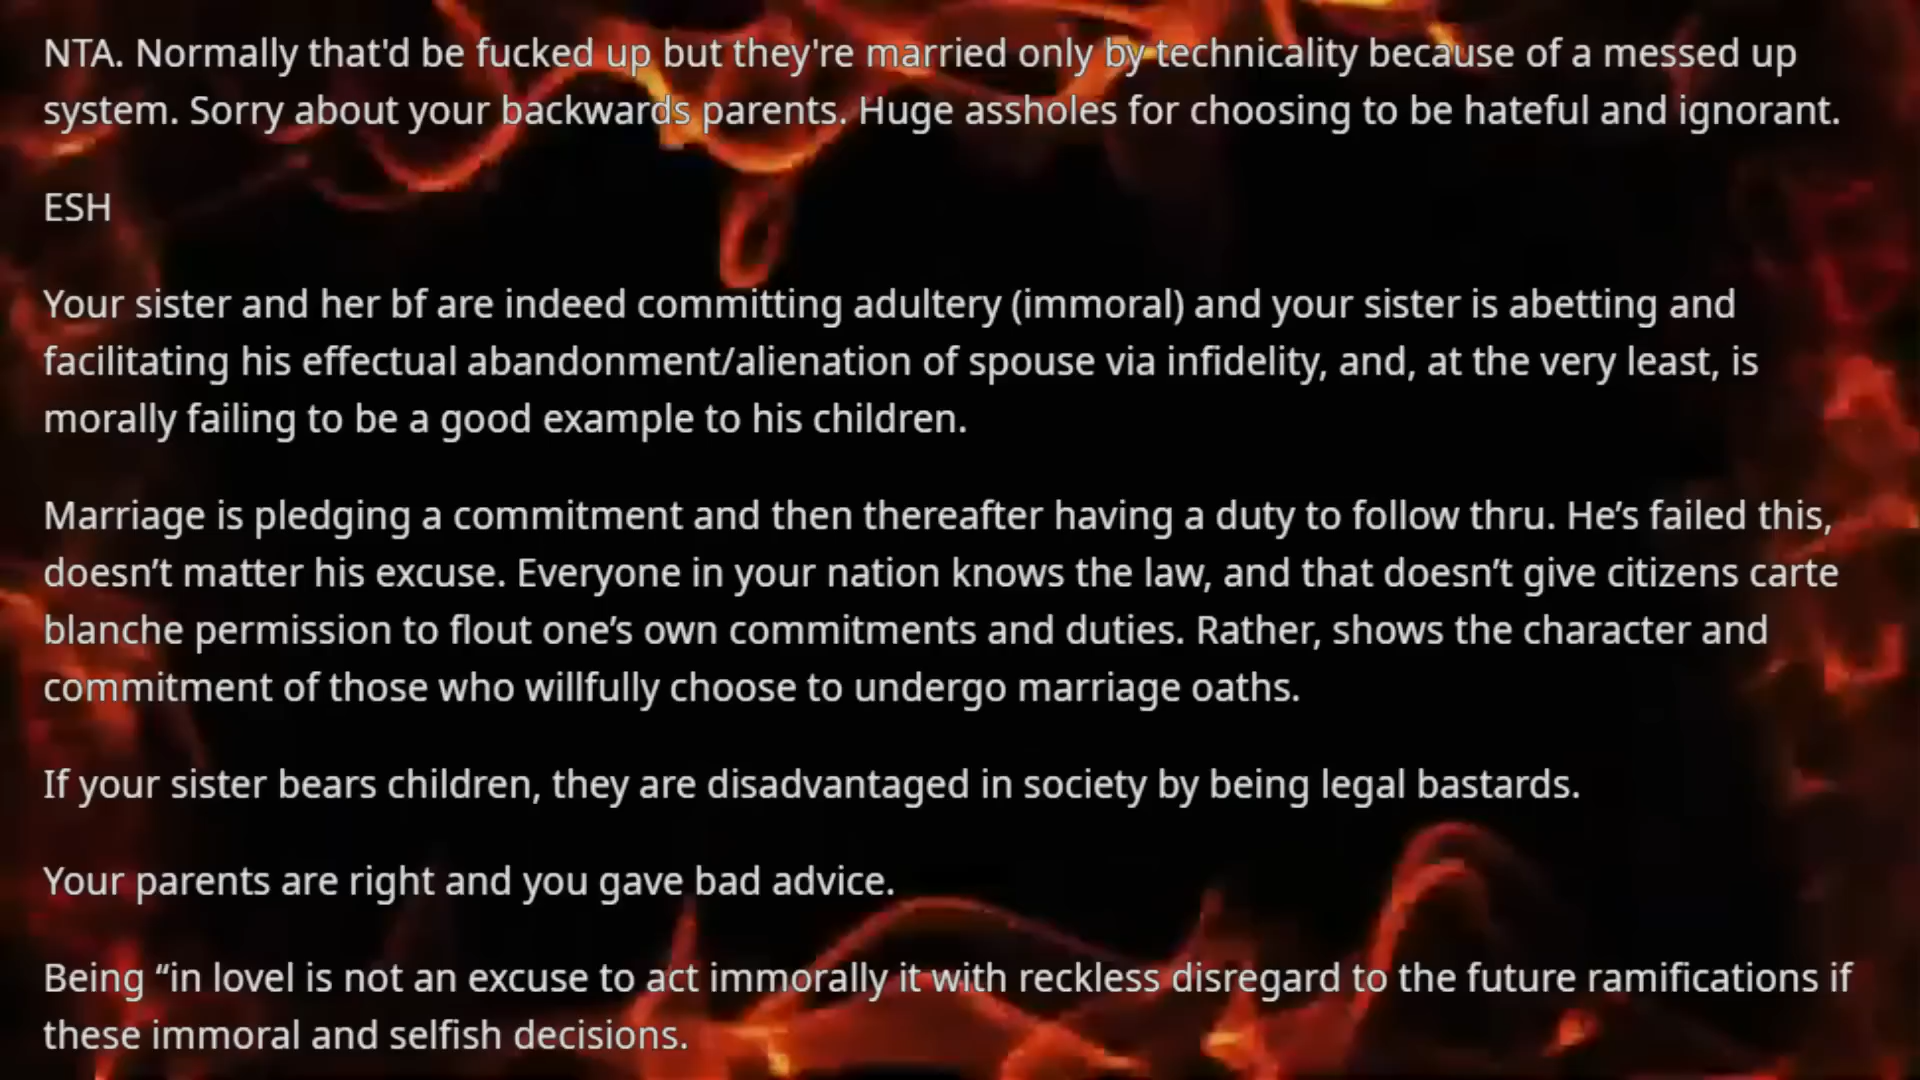 NTA. Normally that'd be fucked up but they're married only by technicality because of a messed up
system. Sorry about your backwards parents. Huge assholes for choosing to be hateful and ignorant.
ESH
Your sister and her bf are indeed committing adultery (immoral) and your sister is abetting and
facilitating his effectual abandonment/alienation of spouse via infidelity, and, at the very least, is
morally failing to be a good example to his children.
Marriage is pledging a commitment and then thereafter having a duty to follow thru. He’s failed this,
doesn’t matter his excuse. Everyone in your nation knows the law, and that doesn’t give citizens carte
blanche permission to flout one’s own commitments and duties. Rather, shows the character and
commitment of those who willfully choose to undergo marriage oaths.
If your sister bears children, they are disadvantaged in society by being legal bastards.
Your parents are right and you gave bad advice.
Being “in lovel is not an excuse to act immorally it with reckless disregard to the future ramifications if
these immoral and selfish decisions.